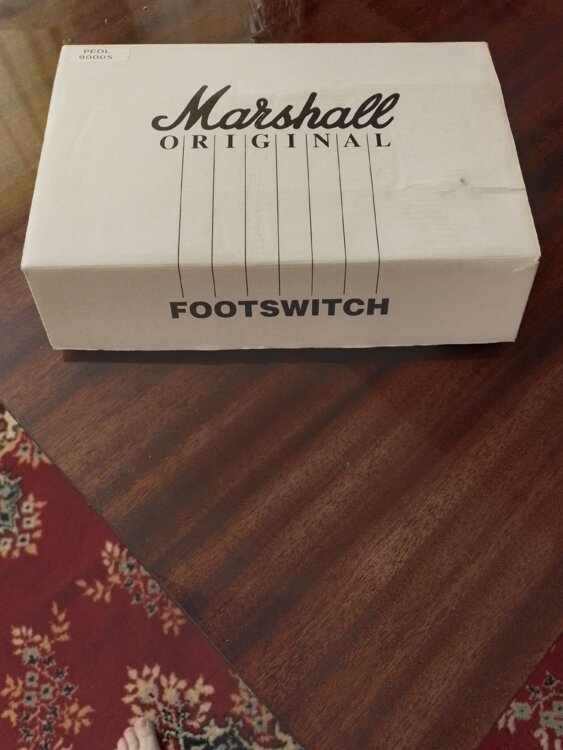 PEDL
90005
Marshall
ORIGINAL
FOOTSWITCH